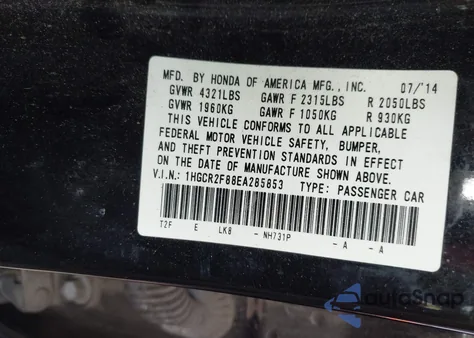 MFD. BY HONDA OF AMERICA MFG., INC. 07/'14
GVWR 4321LBS GAWR F 2315LBS R 2050LBS
GVWR 1960KG GAWR F 1050KG R 930KG
THIS VEHICLE CONFORMS TO ALL APPLICABLE
FEDERAL MOTOR VEHICLE SAFETY, BUMPER,
AND THEFT PREVENTION STANDARDS IN EFFECT
ON THE DATE OF MANUFACTURE SHOWN ABOVE.
V.I.N.: 1HGCR2F88EA285853 TYPE: PASSENGER CAR
T2F E LK8 - NH731P - A - A
autoSnap